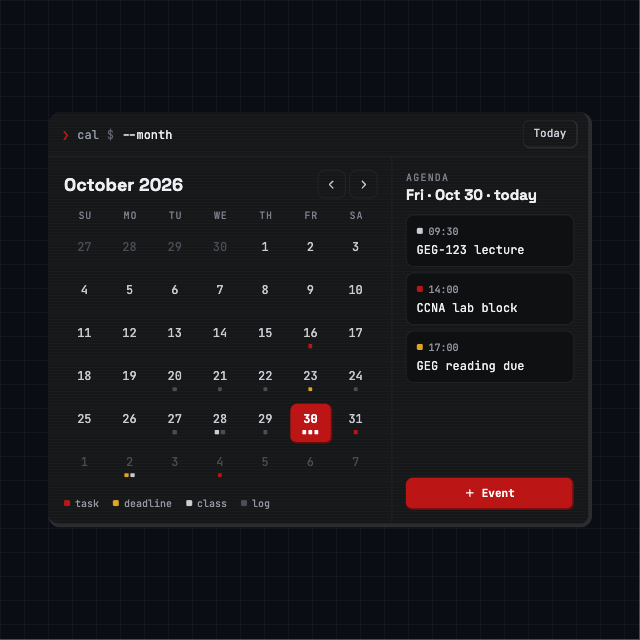 ❯ cal $ --month
Today
October 2026
‹ ›
SU MO TU WE TH FR SA
27 28 29 30 1 2 3
4 5 6 7 8 9 10
11 12 13 14 15 16 17
18 19 20 21 22 23 24
25 26 27 28 29 30 31
1 2 3 4 5 6 7
task deadline class log
AGENDA
Fri · Oct 30 · today
09:30
GEG-123 lecture
14:00
CCNA lab block
17:00
GEG reading due
+ Event